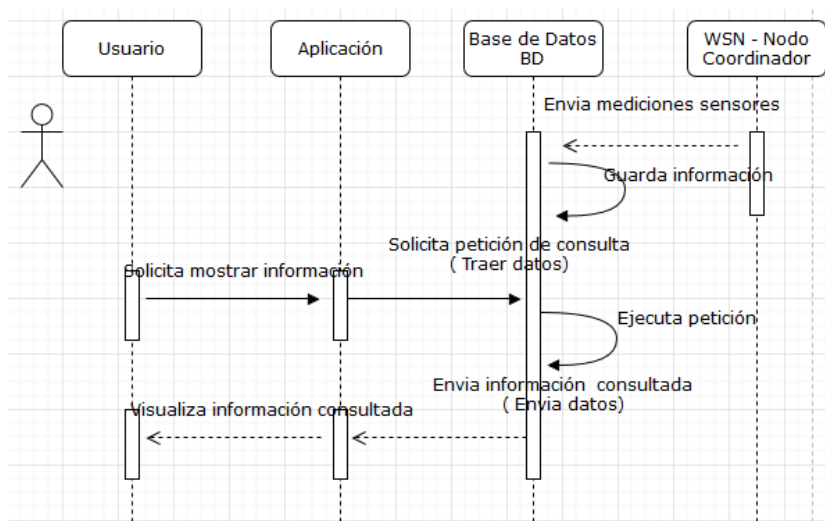 Usuario
Aplicación
Base de Datos
BD
WSN - Nodo
Coordinador
Envia mediciones sensores
Guarda información
Solicita petición de consulta
( Traer datos)
Solicita mostrar información
Ejecuta petición
Envia información consultada
( Envia datos)
Visualiza información consultada